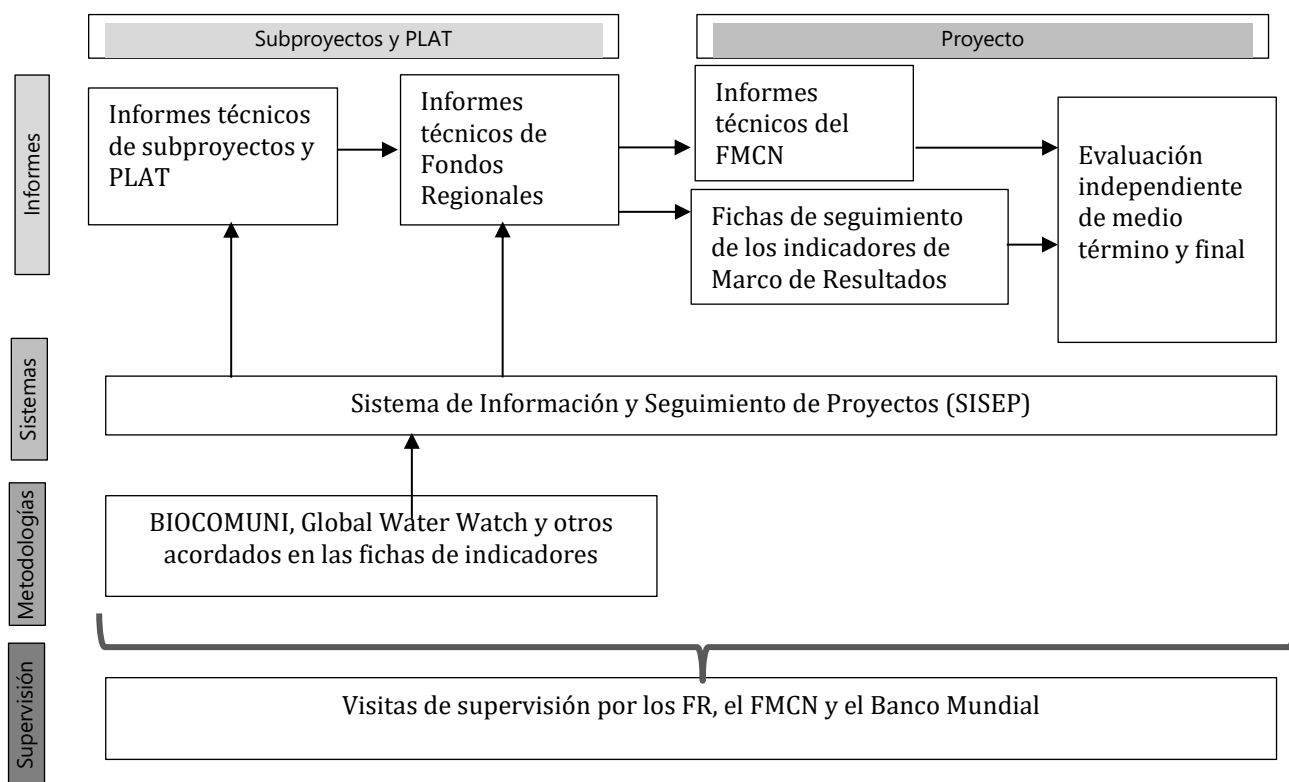 Subproyectos y PLAT
Proyecto
Informes
Informes técnicos
de subproyectos y
PLAT
Informes
técnicos de
Fondos
Regionales
Informes
técnicos del
FMCN
Fichas de seguimiento
de los indicadores de
Marco de Resultados
Evaluación
independiente
de medio
término y final
Sistemas
Sistema de Información y Seguimiento de Proyectos (SISEP)
Metodologías
BIOCOMUNI, Global Water Watch y otros
acordados en las fichas de indicadores
Supervisión
Visitas de supervisión por los FR, el FMCN y el Banco Mundial